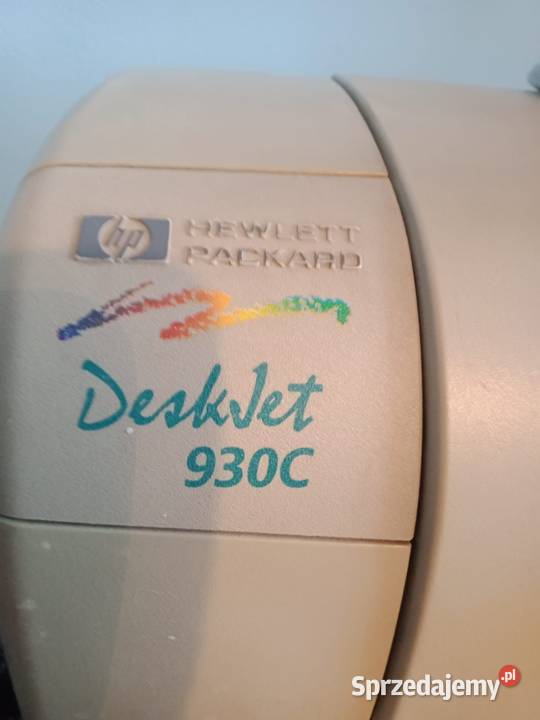 hp HEWLETT
PACKARD
DeskJet
930C
Sprzedajemy.pl